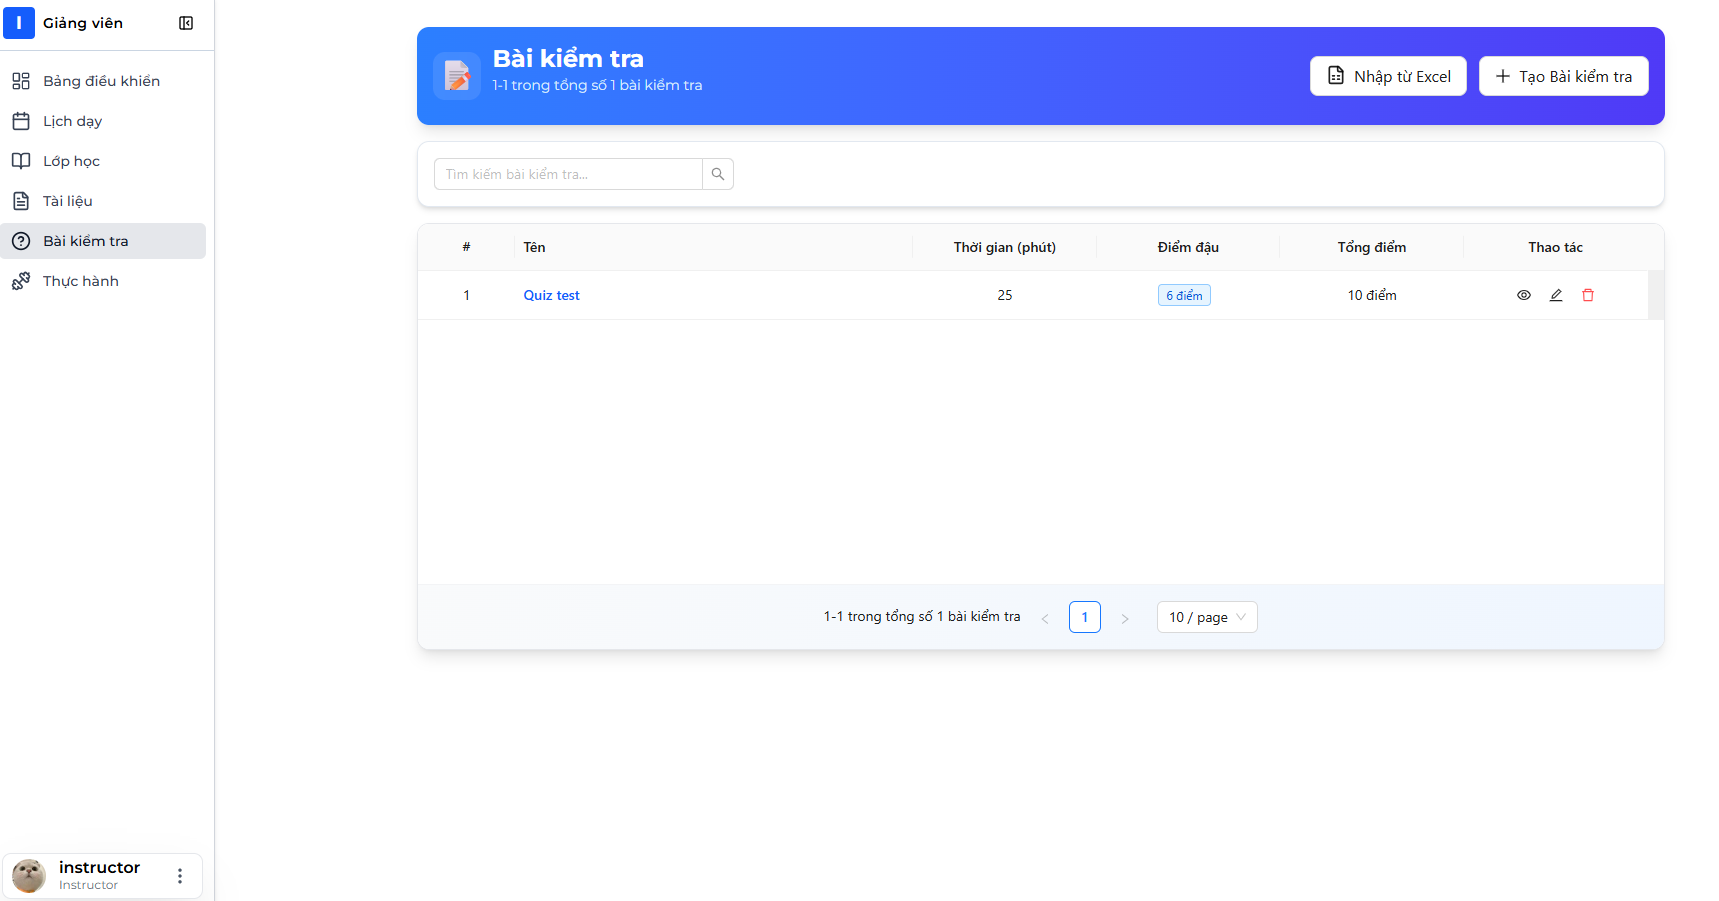 I Giảng viên
Bảng điều khiển
Lịch dạy
Lớp học
Tài liệu
Bài kiểm tra
Thực hành
instructor
Instructor
Bài kiểm tra
1-1 trong tổng số 1 bài kiểm tra
Nhập từ Excel
Tạo Bài kiểm tra
Tìm kiếm bài kiểm tra...
# Tên Thời gian (phút) Điểm đậu Tổng điểm Thao tác
1 Quiz test 25 6 điểm 10 điểm
1-1 trong tổng số 1 bài kiểm tra < 1 > 10 / page